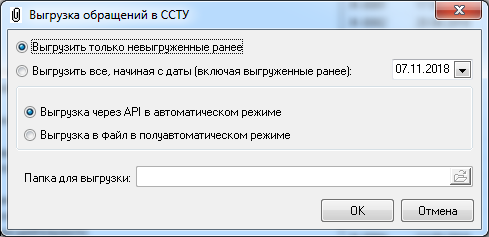 Выгрузка обращений в ССТУ
Выгрузить только невыгруженные ранее
Выгрузить все, начиная с даты (включая выгруженные ранее): 07.11.2018
Выгрузка через API в автоматическом режиме
Выгрузка в файл в полуавтоматическом режиме
Папка для выгрузки:
OK Отмена